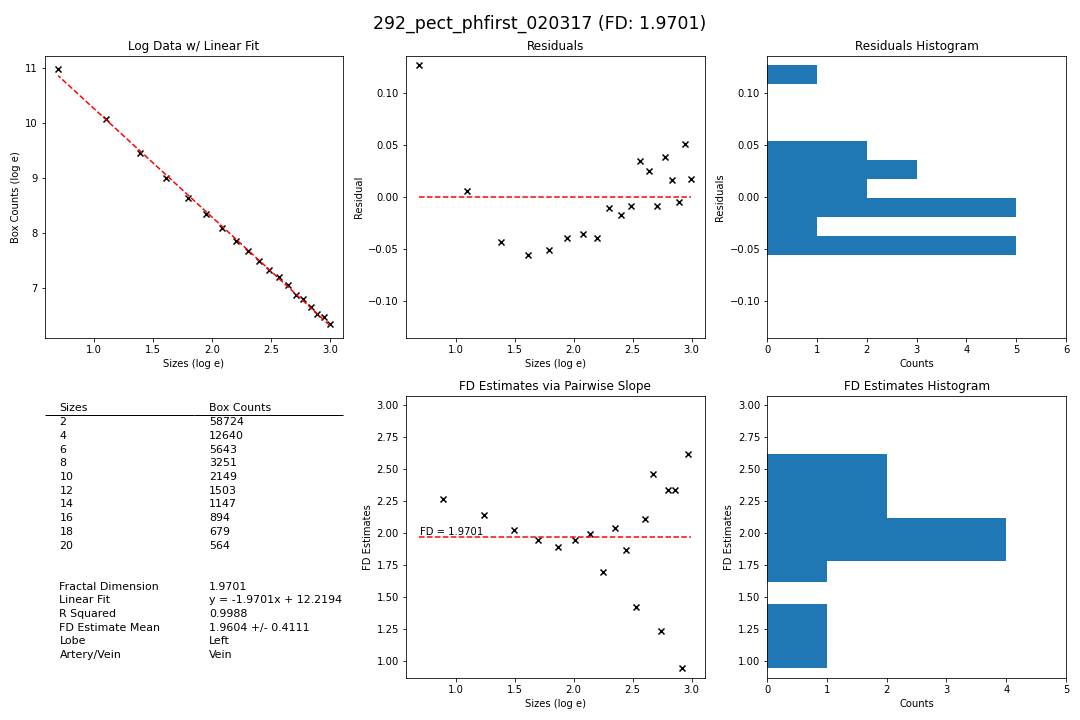 292_pect_phfirst_020317 (FD: 1.9701)
Log Data w/ Linear Fit
11
10
9
8
7
Box Counts (log e)
1.0 1.5 2.0 2.5 3.0
Sizes (log e)
Residuals
0.10
0.05
0.00
−0.05
−0.10
Residual
1.0 1.5 2.0 2.5 3.0
Sizes (log e)
Residuals Histogram
0.10
0.05
0.00
−0.05
−0.10
Residuals
0 1 2 3 4 5 6
Counts
Sizes Box Counts
2 58724
4 12640
6 5643
8 3251
10 2149
12 1503
14 1147
16 894
18 679
20 564
Fractal Dimension 1.9701
Linear Fit y = -1.9701x + 12.2194
R Squared 0.9988
FD Estimate Mean 1.9604 +/- 0.4111
Lobe Left
Artery/Vein Vein
FD Estimates via Pairwise Slope
3.00
2.75
2.50
2.25
2.00
1.75
1.50
1.25
1.00
FD Estimates
FD = 1.9701
1.0 1.5 2.0 2.5 3.0
Sizes (log e)
FD Estimates Histogram
3.00
2.75
2.50
2.25
2.00
1.75
1.50
1.25
1.00
FD Estimates
0 1 2 3 4 5
Counts